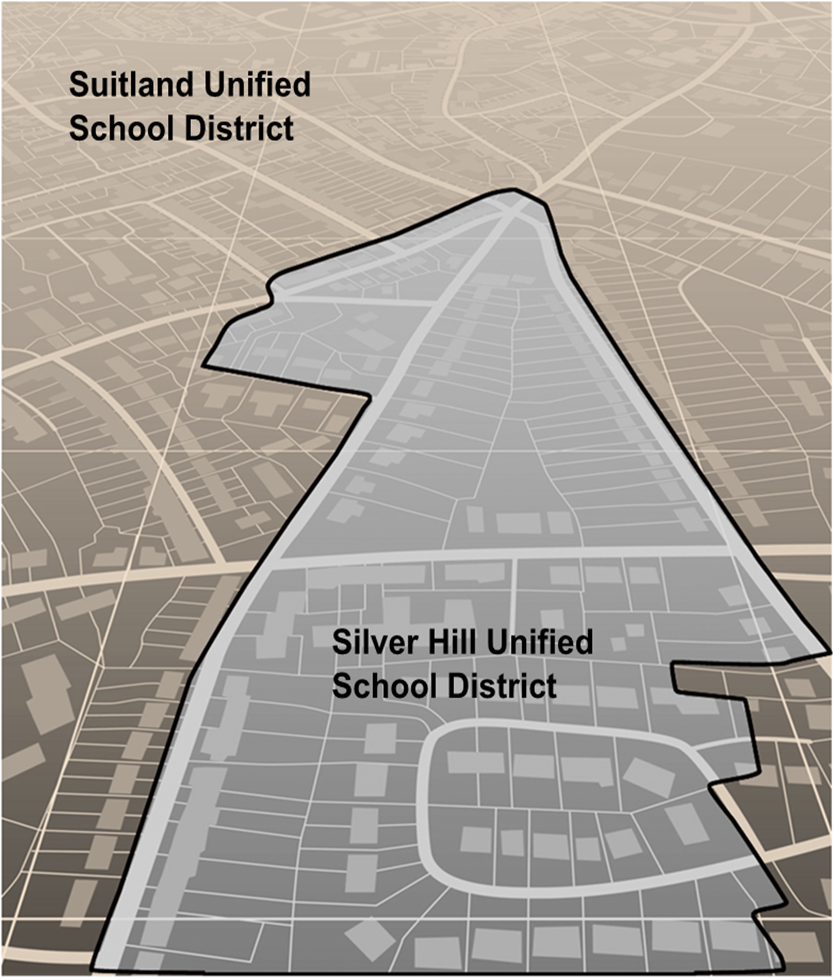 Suitland Unified
School District
Silver Hill Unified
School District